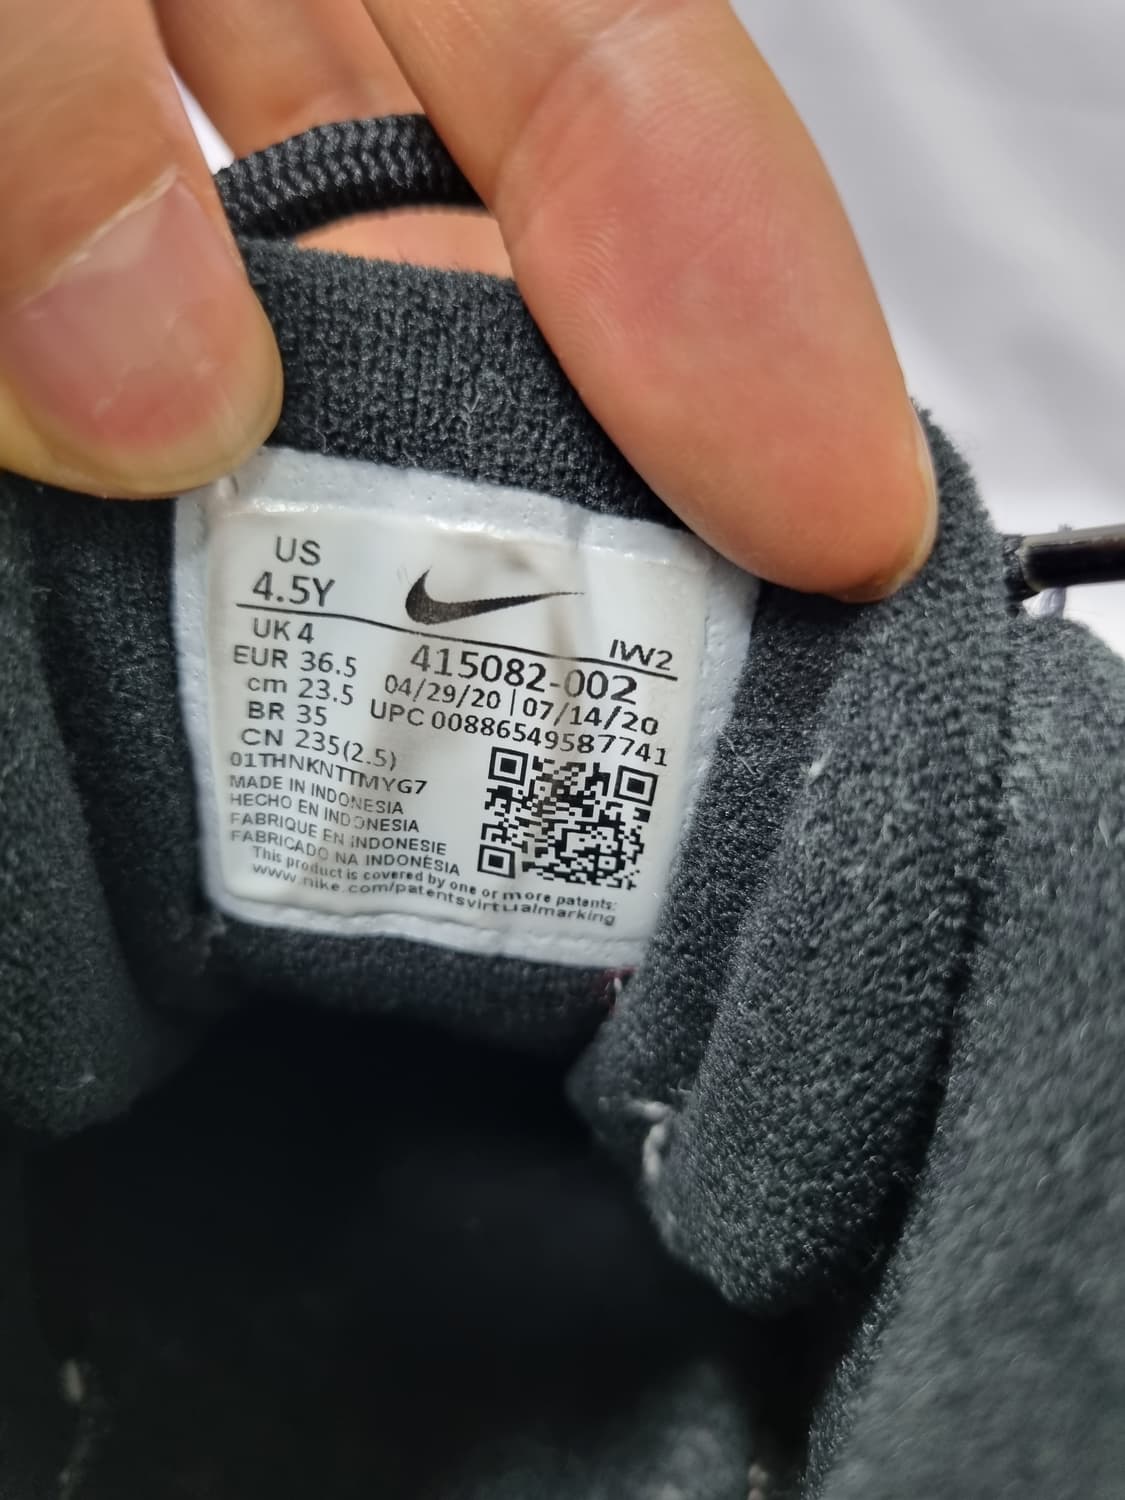 US
4.5Y
IW2
UK 4
415082-002
EUR 36.5
04/29/20 | 07/14/20
cm 23.5
UPC 00886549587741
BR 35
CN 235(2.5)
01THNKNTTMYG7
MADE IN INDONESIA
HECHO EN INDONESIA
FABRIQUE EN INDONESIE
FABRICADO NA INDONÉSIA
This product is covered by one or more patents:
www.nike.com/patentsvirtualmarking